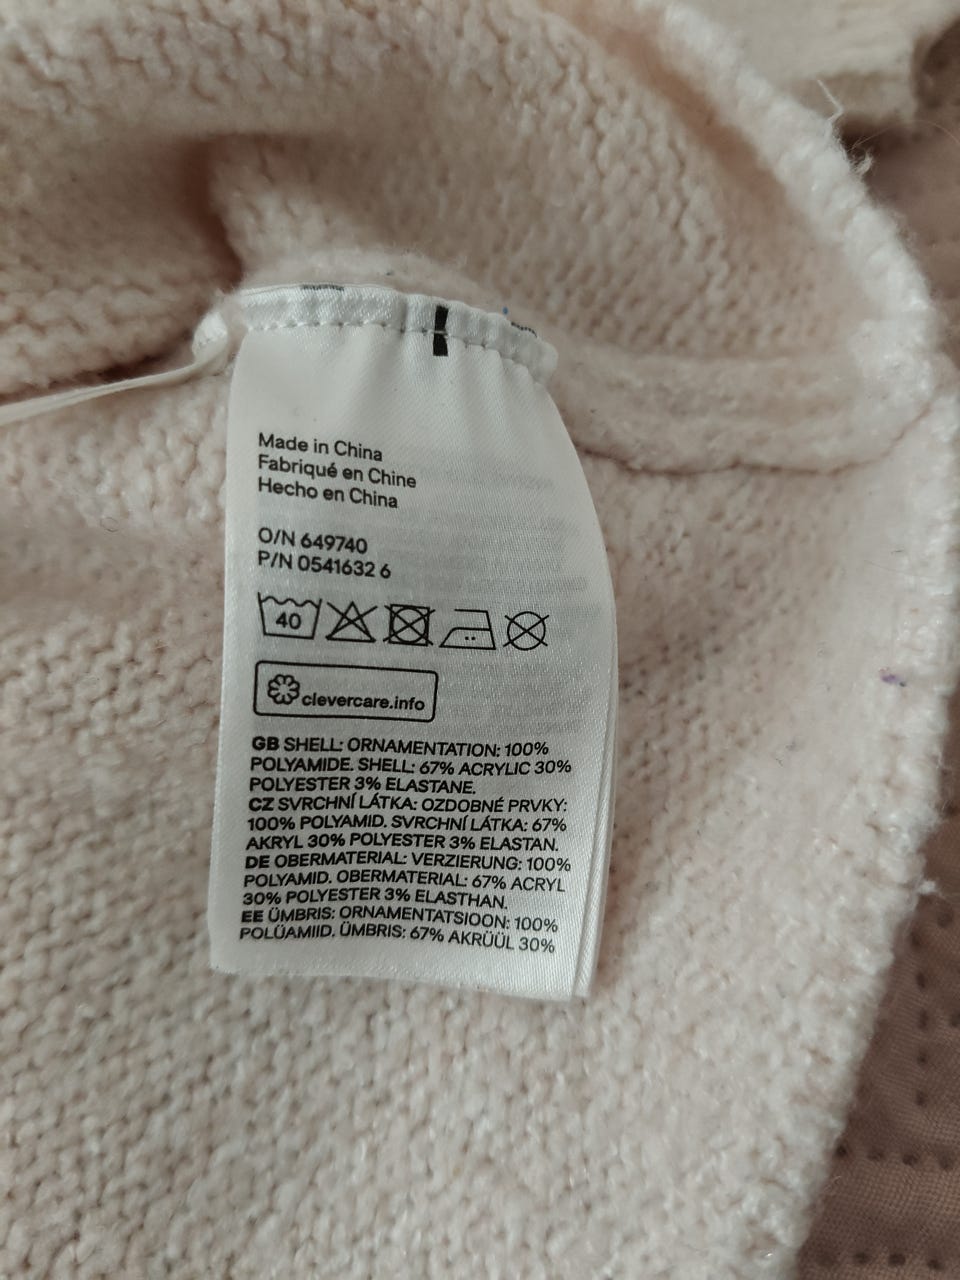 Made in China
Fabriqué en Chine
Hecho en China
O/N 649740
P/N 0541632 6
40
clevercare.info
GB SHELL: ORNAMENTATION: 100%
POLYAMIDE. SHELL: 67% ACRYLIC 30%
POLYESTER 3% ELASTANE.
CZ SVRCHNÍ LÁTKA: OZDOBNÉ PRVKY:
100% POLYAMID. SVRCHNÍ LÁTKA: 67%
AKRYL 30% POLYESTER 3% ELASTAN.
DE OBERMATERIAL: VERZIERUNG: 100%
POLYAMID. OBERMATERIAL: 67% ACRYL
30% POLYESTER 3% ELASTHAN.
EE ÜMBRIS: ORNAMENTATSIOON: 100%
POLÜAMIID. ÜMBRIS: 67% AKRÜÜL 30%